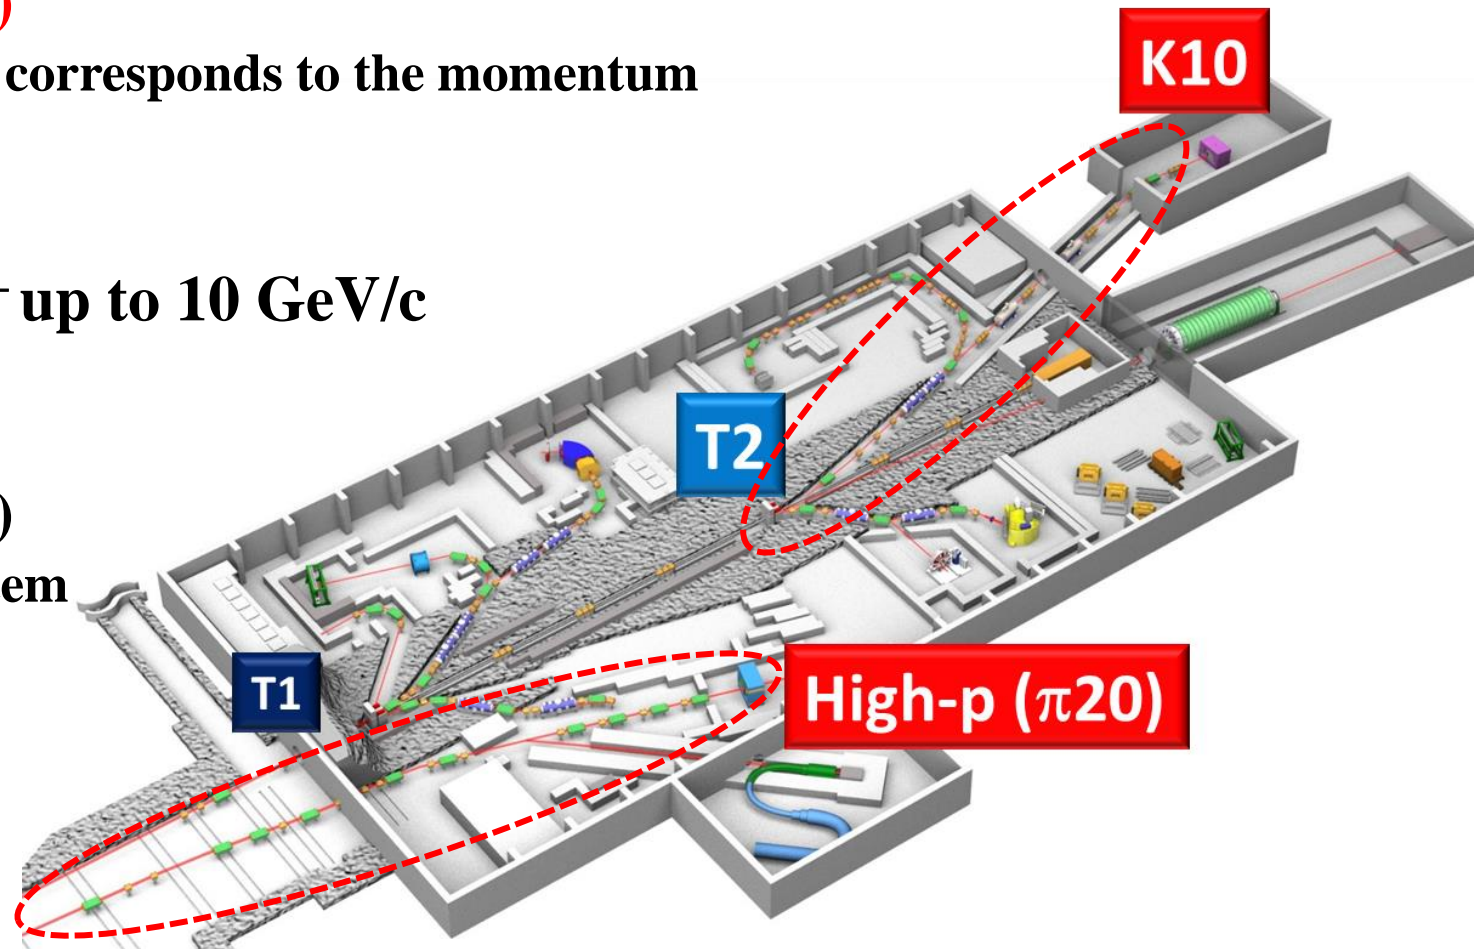 )
corresponds to the momentum
K10
up to 10 GeV/c
T2
)
em
T1
High-p (π20)